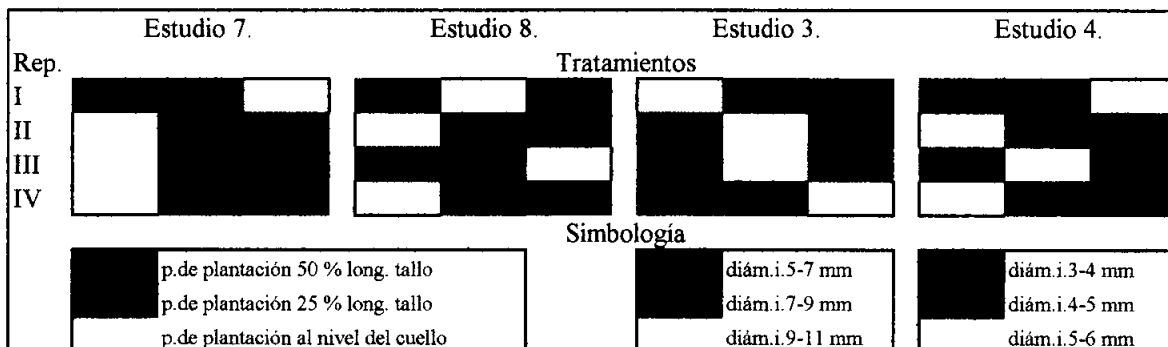 Estudio 7. Estudio 8. Estudio 3. Estudio 4.
Rep. Tratamientos
I
II
III
IV
Simbología
p.de plantación 50 % long. tallo diám.i.5-7 mm diám.i.3-4 mm
p.de plantación 25 % long. tallo diám.i.7-9 mm diám.i.4-5 mm
p.de plantación al nivel del cuello diám.i.9-11 mm diám.i.5-6 mm